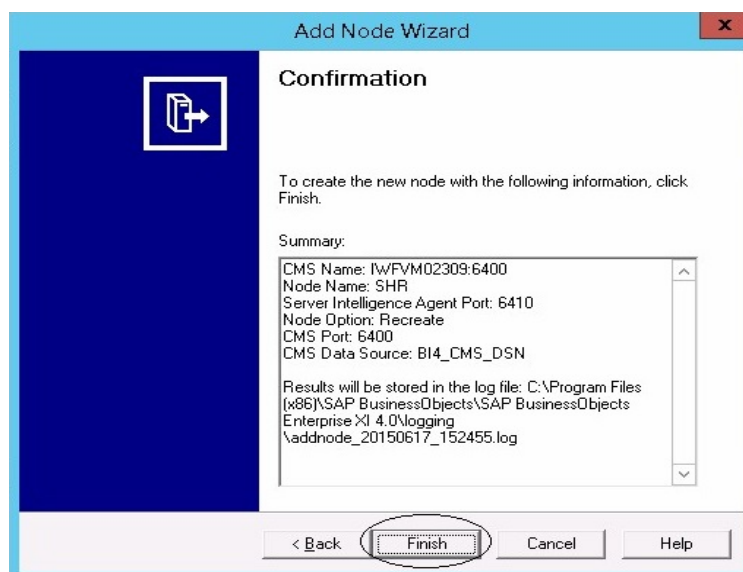 Add Node Wizard
x
Confirmation
To create the new node with the following information, click
Finish.
Summary:
CMS Name: IWFVM02309:6400
Node Name: SHR
Server Intelligence Agent Port: 6410
Node Option: Recreate
CMS Port: 6400
CMS Data Source: BI4_CMS_DSN
Results will be stored in the log file: C:\Program Files
(x86)\SAP BusinessObjects\SAP BusinessObjects
Enterprise XI 4.0\logging
\addnode_20150617_152455.log
< Back
Finish
Cancel
Help